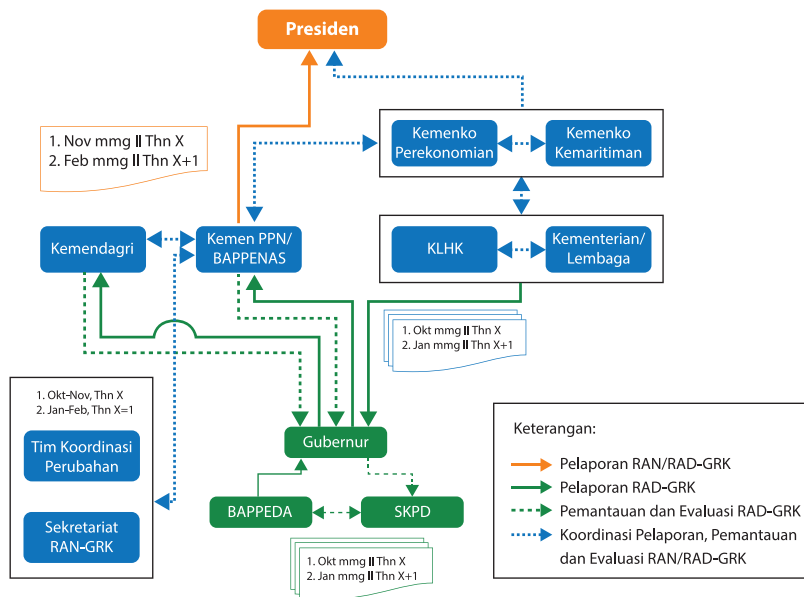 Presiden
1. Nov mmg II Thn X
2. Feb mmg II Thn X+1
Kemenko
Perekonomian
Kemenko
Kemaritiman
Kemendagri
Kemen PPN/
BAPPENAS
KLHK
Kementerian/
Lembaga
1. Okt mmg II Thn X
2. Jan mmg II Thn X+1
1. Okt–Nov, Thn X
2. Jan–Feb, Thn X=1
Tim Koordinasi
Perubahan
Sekretariat
RAN-GRK
Gubernur
BAPPEDA
SKPD
1. Okt mmg II Thn X
2. Jan mmg II Thn X+1
Keterangan:
Pelaporan RAN/RAD-GRK
Pelaporan RAD-GRK
Pemantauan dan Evaluasi RAD-GRK
Koordinasi Pelaporan, Pemantauan
dan Evaluasi RAN/RAD-GRK